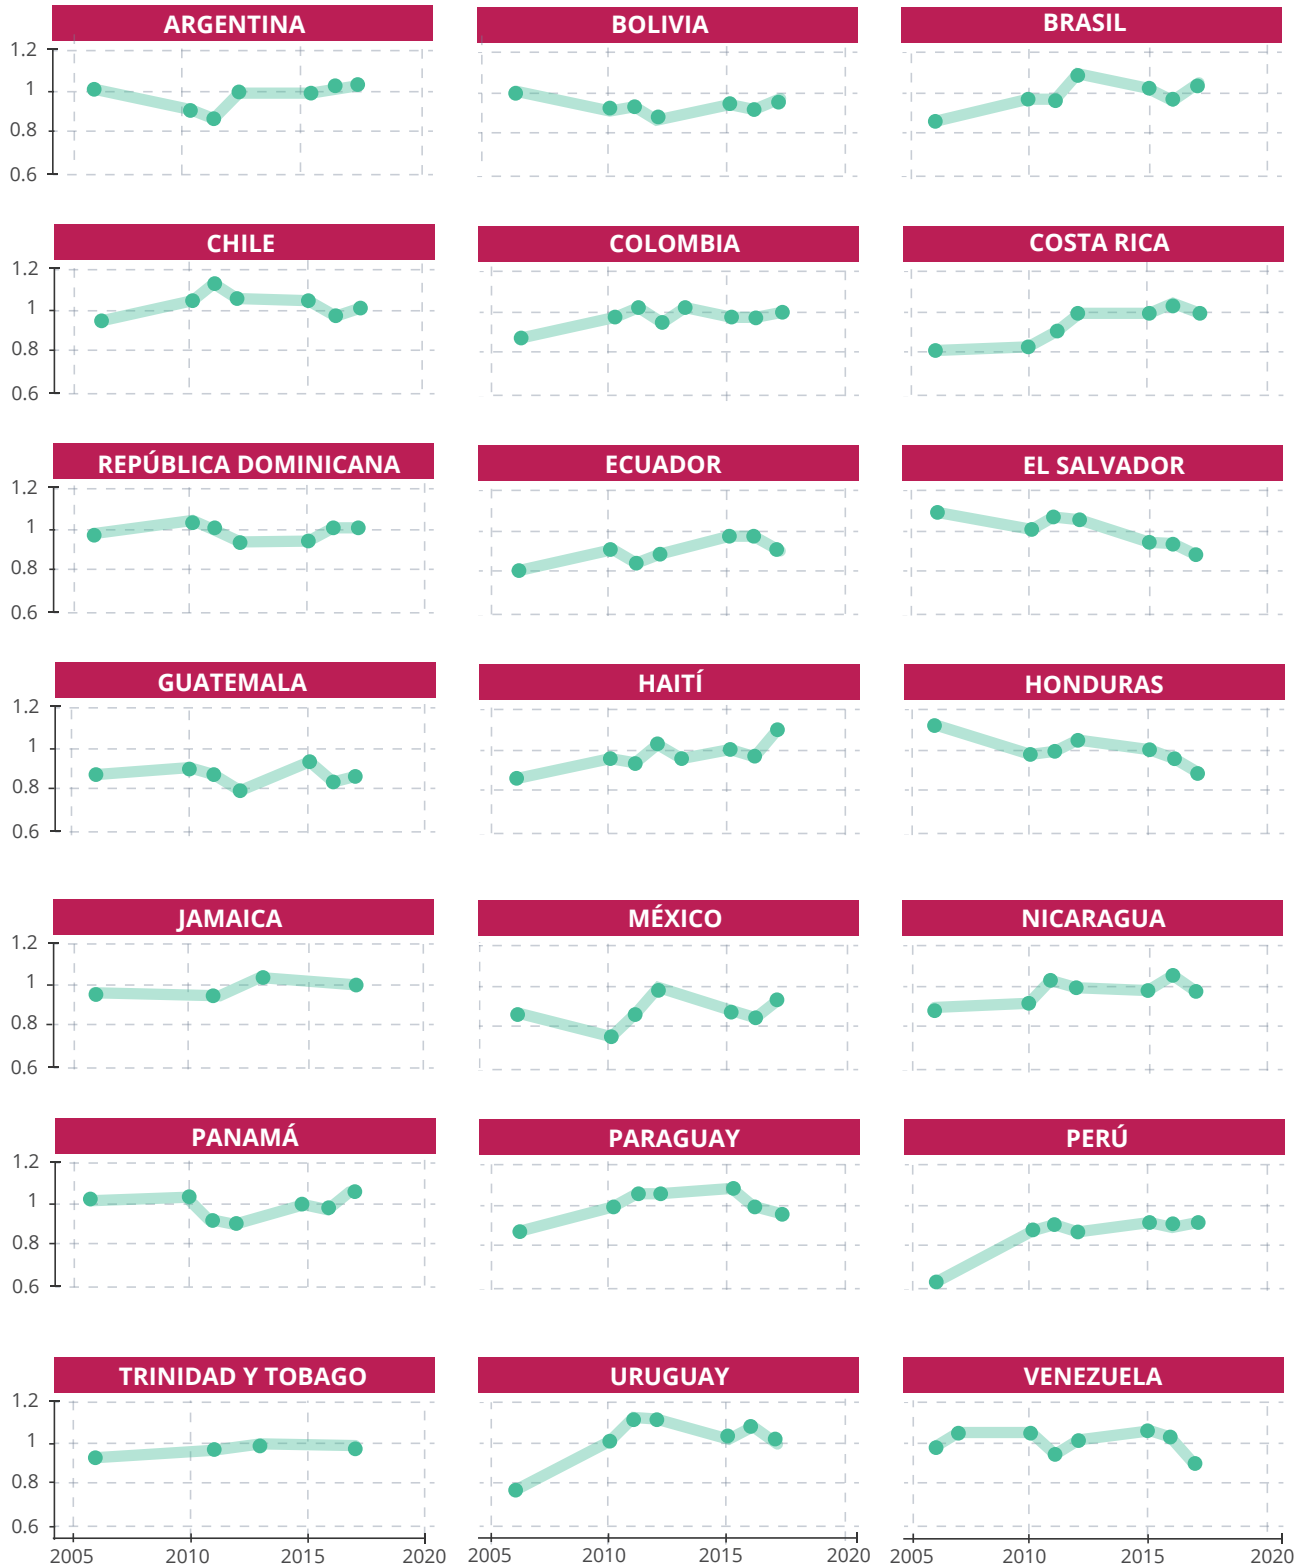 ARGENTINA
BOLIVIA
BRASIL
1.2
1
0.8
0.6
CHILE
COLOMBIA
COSTA RICA
1.2
1
0.8
0.6
REPÚBLICA DOMINICANA
ECUADOR
EL SALVADOR
1.2
1
0.8
0.6
GUATEMALA
HAITÍ
HONDURAS
1.2
1
0.8
0.6
JAMAICA
MÉXICO
NICARAGUA
1.2
1
0.8
0.6
PANAMÁ
PARAGUAY
PERÚ
1.2
1
0.8
0.6
TRINIDAD Y TOBAGO
URUGUAY
VENEZUELA
1.2
1
0.8
0.6
2005 2010 2015 2020
2005 2010 2015 2020
2005 2010 2015 2020